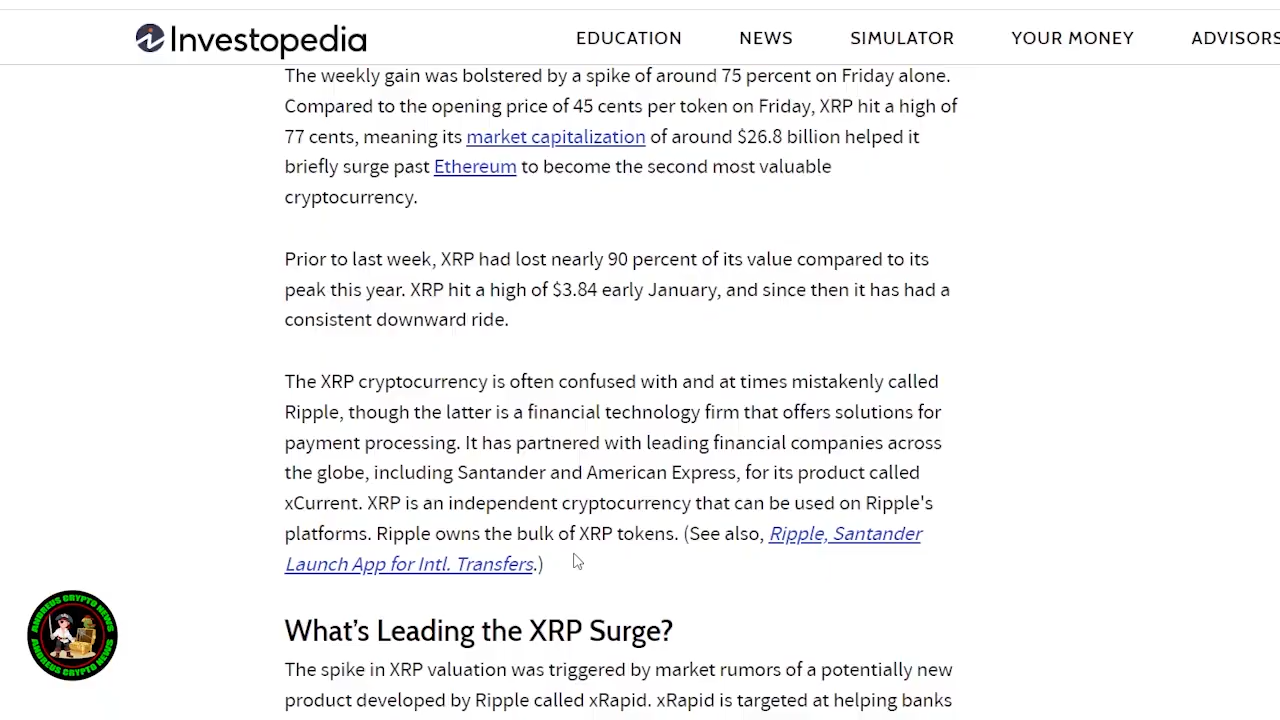 Investopedia
EDUCATION NEWS SIMULATOR YOUR MONEY ADVISORS
The weekly gain was bolstered by a spike of around 75 percent on Friday alone.
Compared to the opening price of 45 cents per token on Friday, XRP hit a high of
77 cents, meaning its market capitalization of around $26.8 billion helped it
briefly surge past Ethereum to become the second most valuable
cryptocurrency.
Prior to last week, XRP had lost nearly 90 percent of its value compared to its
peak this year. XRP hit a high of $3.84 early January, and since then it has had a
consistent downward ride.
The XRP cryptocurrency is often confused with and at times mistakenly called
Ripple, though the latter is a financial technology firm that offers solutions for
payment processing. It has partnered with leading financial companies across
the globe, including Santander and American Express, for its product called
xCurrent. XRP is an independent cryptocurrency that can be used on Ripple's
platforms. Ripple owns the bulk of XRP tokens. (See also, Ripple, Santander
Launch App for Intl. Transfers.)
What's Leading the XRP Surge?
The spike in XRP valuation was triggered by market rumors of a potentially new
product developed by Ripple called xRapid. xRapid is targeted at helping banks
ANDREUS CRYPTO NEWS
ANDREUS CRYPTO NEWS